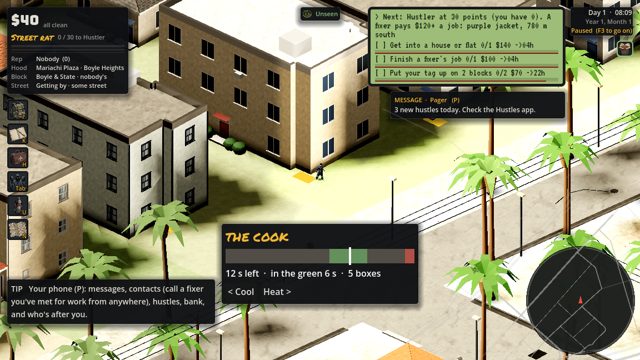 $40 all clean
STREET RAT 0 / 30 to Hustler
Rep Nobody (0)
Hood Mariachi Plaza · Boyle Heights
Block Boyle & State · nobody's
Street Getting by · some street
Unseen
> Next: Hustler at 30 points (you have 0). A
fixer pays $120+ a job: purple jacket, 780 m
south
[ ] Get into a house or flat 0/1 $140 ->04h
[ ] Finish a fixer's job 0/1 $100 ->04h
[ ] Put your tag up on 2 blocks 0/2 $70 ->22h
Day 1 · 08:09
Year 1, Month 1
Paused (F3 to go on)
MESSAGE · Pager (P)
3 new hustles today. Check the Hustles app.
Tab
THE COOK
12 s left · in the green 6 s · 5 boxes
< Cool Heat >
TIP Your phone (P): messages, contacts (call a fixer
you've met for work from anywhere), hustles, bank,
and who's after you.